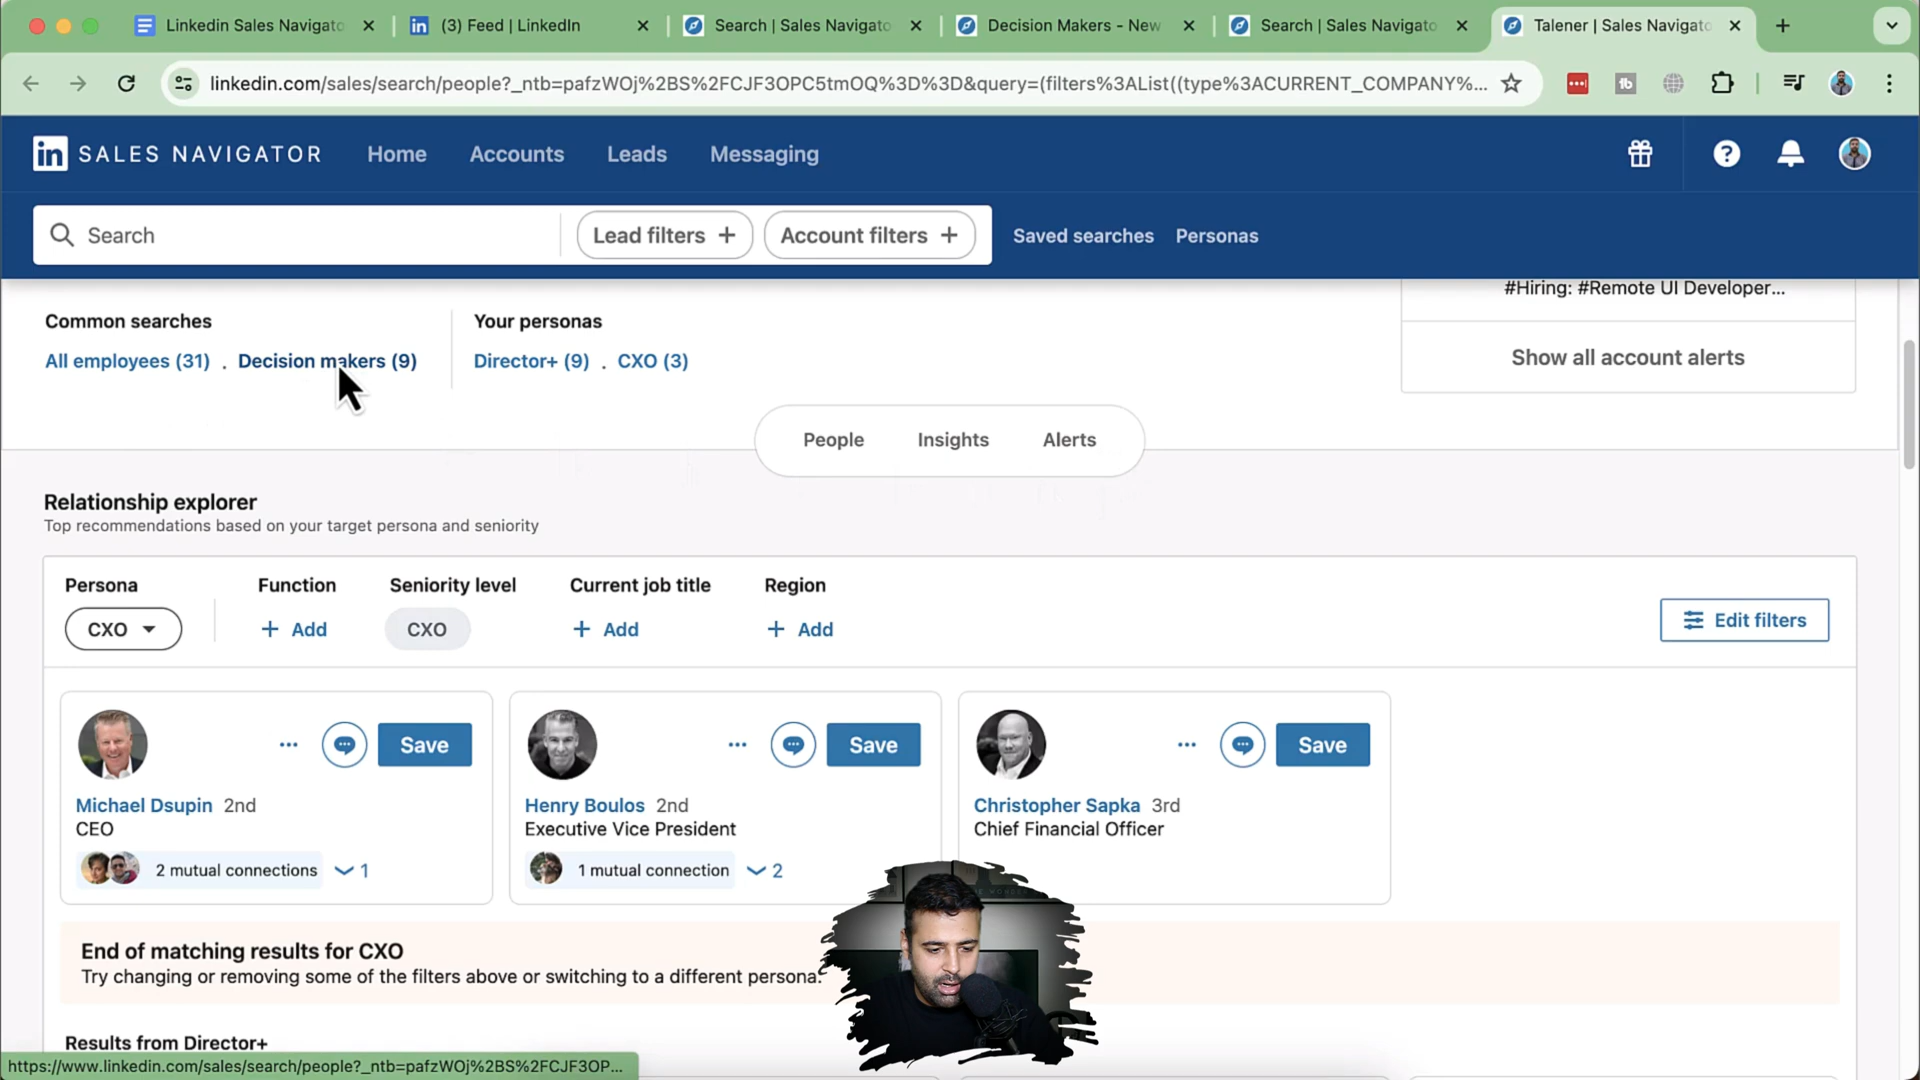 Linkedin Sales Navigato
(3) Feed | LinkedIn
Search | Sales Navigato
Decision Makers - New
Search | Sales Navigato
Talener | Sales Navigato
linkedin.com/sales/search/people?_ntb=pafzWOj%2BS%2FCJF3OPC5tmOQ%3D%3D&query=(filters%3AList((type%3ACURRENT_COMPANY%...
in SALES NAVIGATOR
Home
Accounts
Leads
Messaging
Search
Lead filters +
Account filters +
Saved searches
Personas
#Hiring: #Remote UI Developer...
Show all account alerts
Common searches
All employees (31) . Decision makers (9)
Your personas
Director+ (9) . CXO (3)
People
Insights
Alerts
Relationship explorer
Top recommendations based on your target persona and seniority
Persona
CXO
Function
+ Add
Seniority level
CXO
Current job title
+ Add
Region
+ Add
Edit filters
Save
Michael Dsupin 2nd
CEO
2 mutual connections
1
Save
Henry Boulos 2nd
Executive Vice President
1 mutual connection
2
Save
Christopher Sapka 3rd
Chief Financial Officer
End of matching results for CXO
Try changing or removing some of the filters above or switching to a different persona.
Results from Director+
https://www.linkedin.com/sales/search/people?_ntb=pafzWOj%2BS%2FCJF3OP...